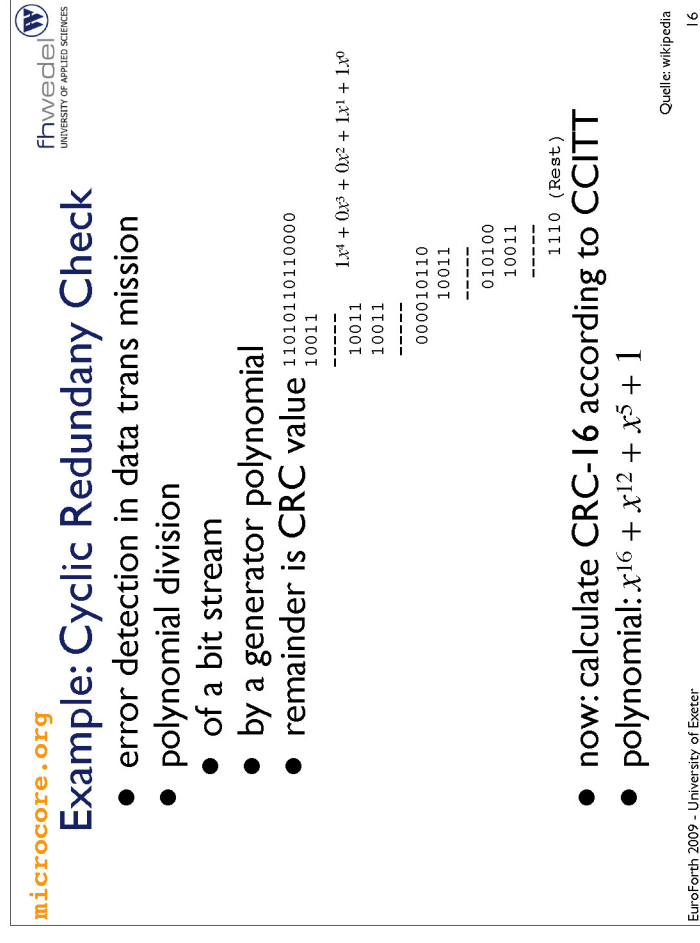 microcore.org
fhwedel
UNIVERSITY OF APPLIED SCIENCES
W
Example: Cyclic Redundany Check
● error detection in data trans mission
● polynomial division
● of a bit stream
● by a generator polynomial
● remainder is CRC value
11010110110000
10011
-----
1x⁴ + 0x³ + 0x² + 1x¹ + 1x⁰
10011
10011
-----
000010110
10011
-----
010100
10011
-----
1110 (Rest)
● now: calculate CRC-16 according to CCITT
● polynomial: x¹⁶ + x¹² + x⁵ + 1
Quelle: wikipedia
EuroForth 2009 - University of Exeter
16